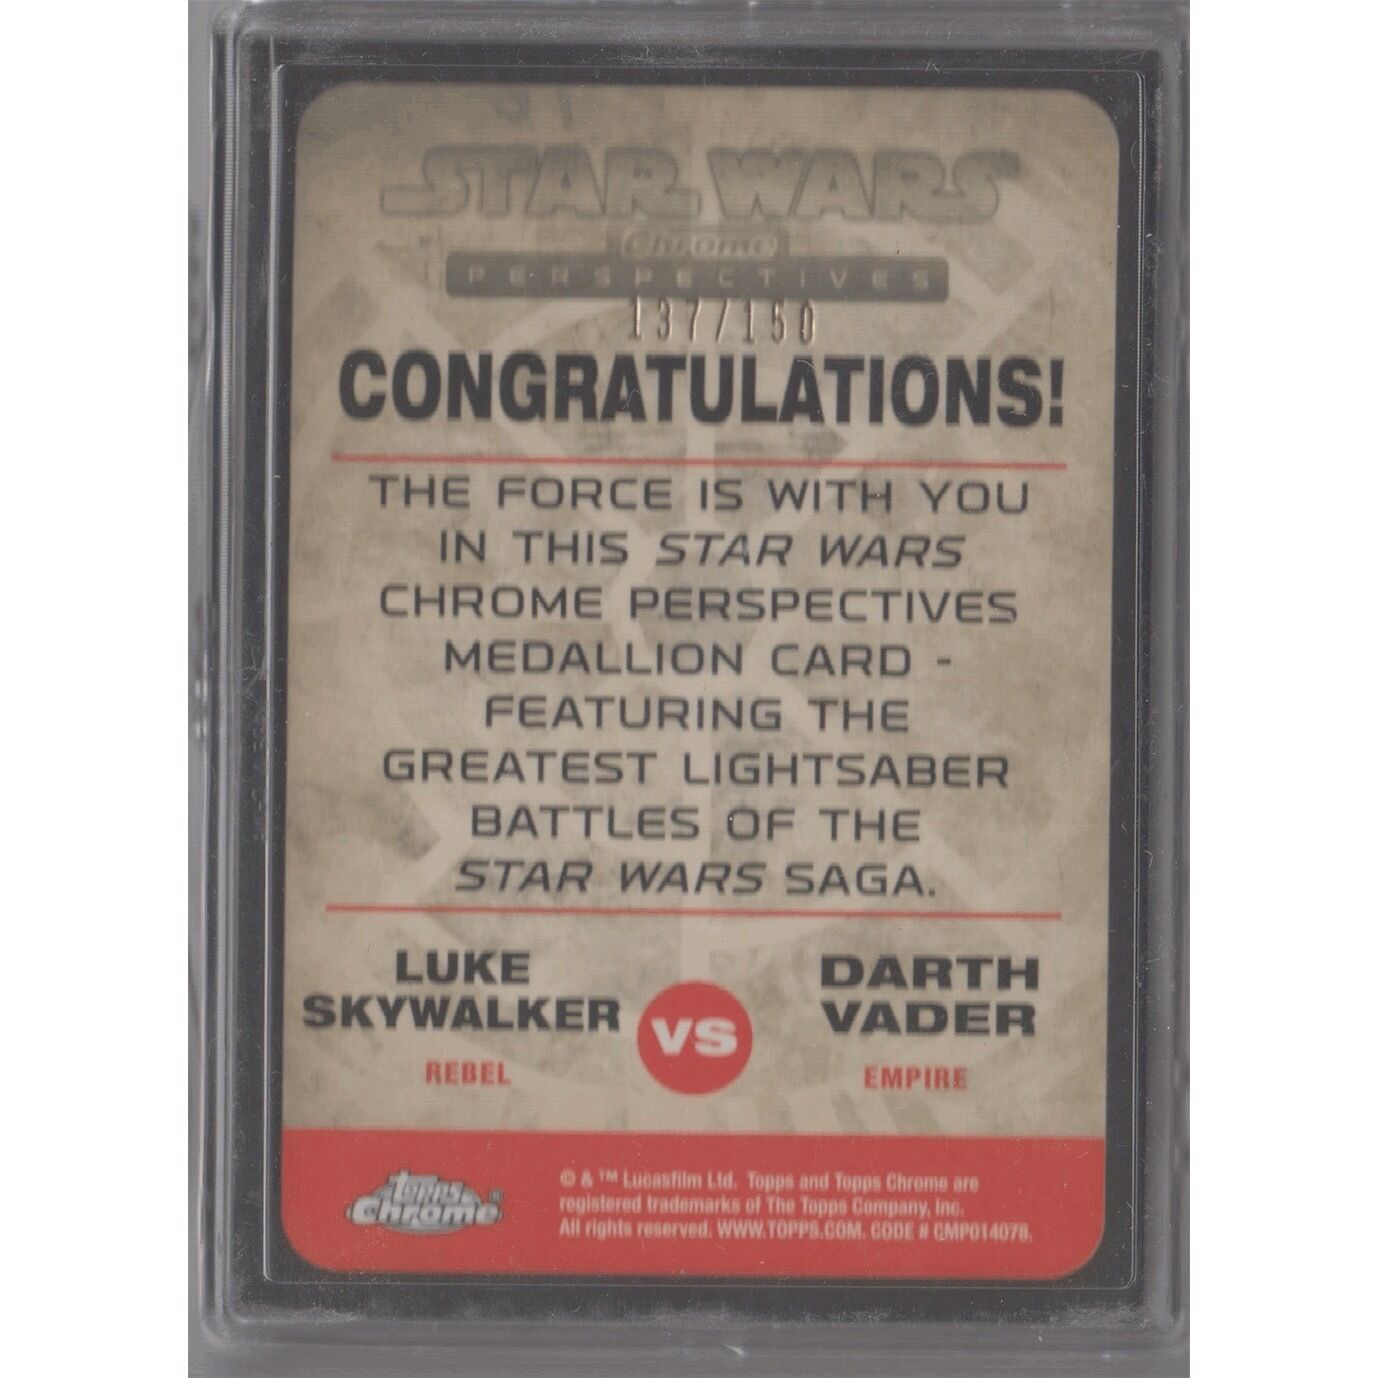 STAR WARS
Chrome
PERSPECTIVES
137/150
CONGRATULATIONS!
THE FORCE IS WITH YOU
IN THIS STAR WARS
CHROME PERSPECTIVES
MEDALLION CARD -
FEATURING THE
GREATEST LIGHTSABER
BATTLES OF THE
STAR WARS SAGA.
LUKE
SKYWALKER
REBEL
VS
DARTH
VADER
EMPIRE
Topps
Chrome®
© & ™ Lucasfilm Ltd. Topps and Topps Chrome are
registered trademarks of The Topps Company, Inc.
All rights reserved. WWW.TOPPS.COM. CODE # CMP014078.